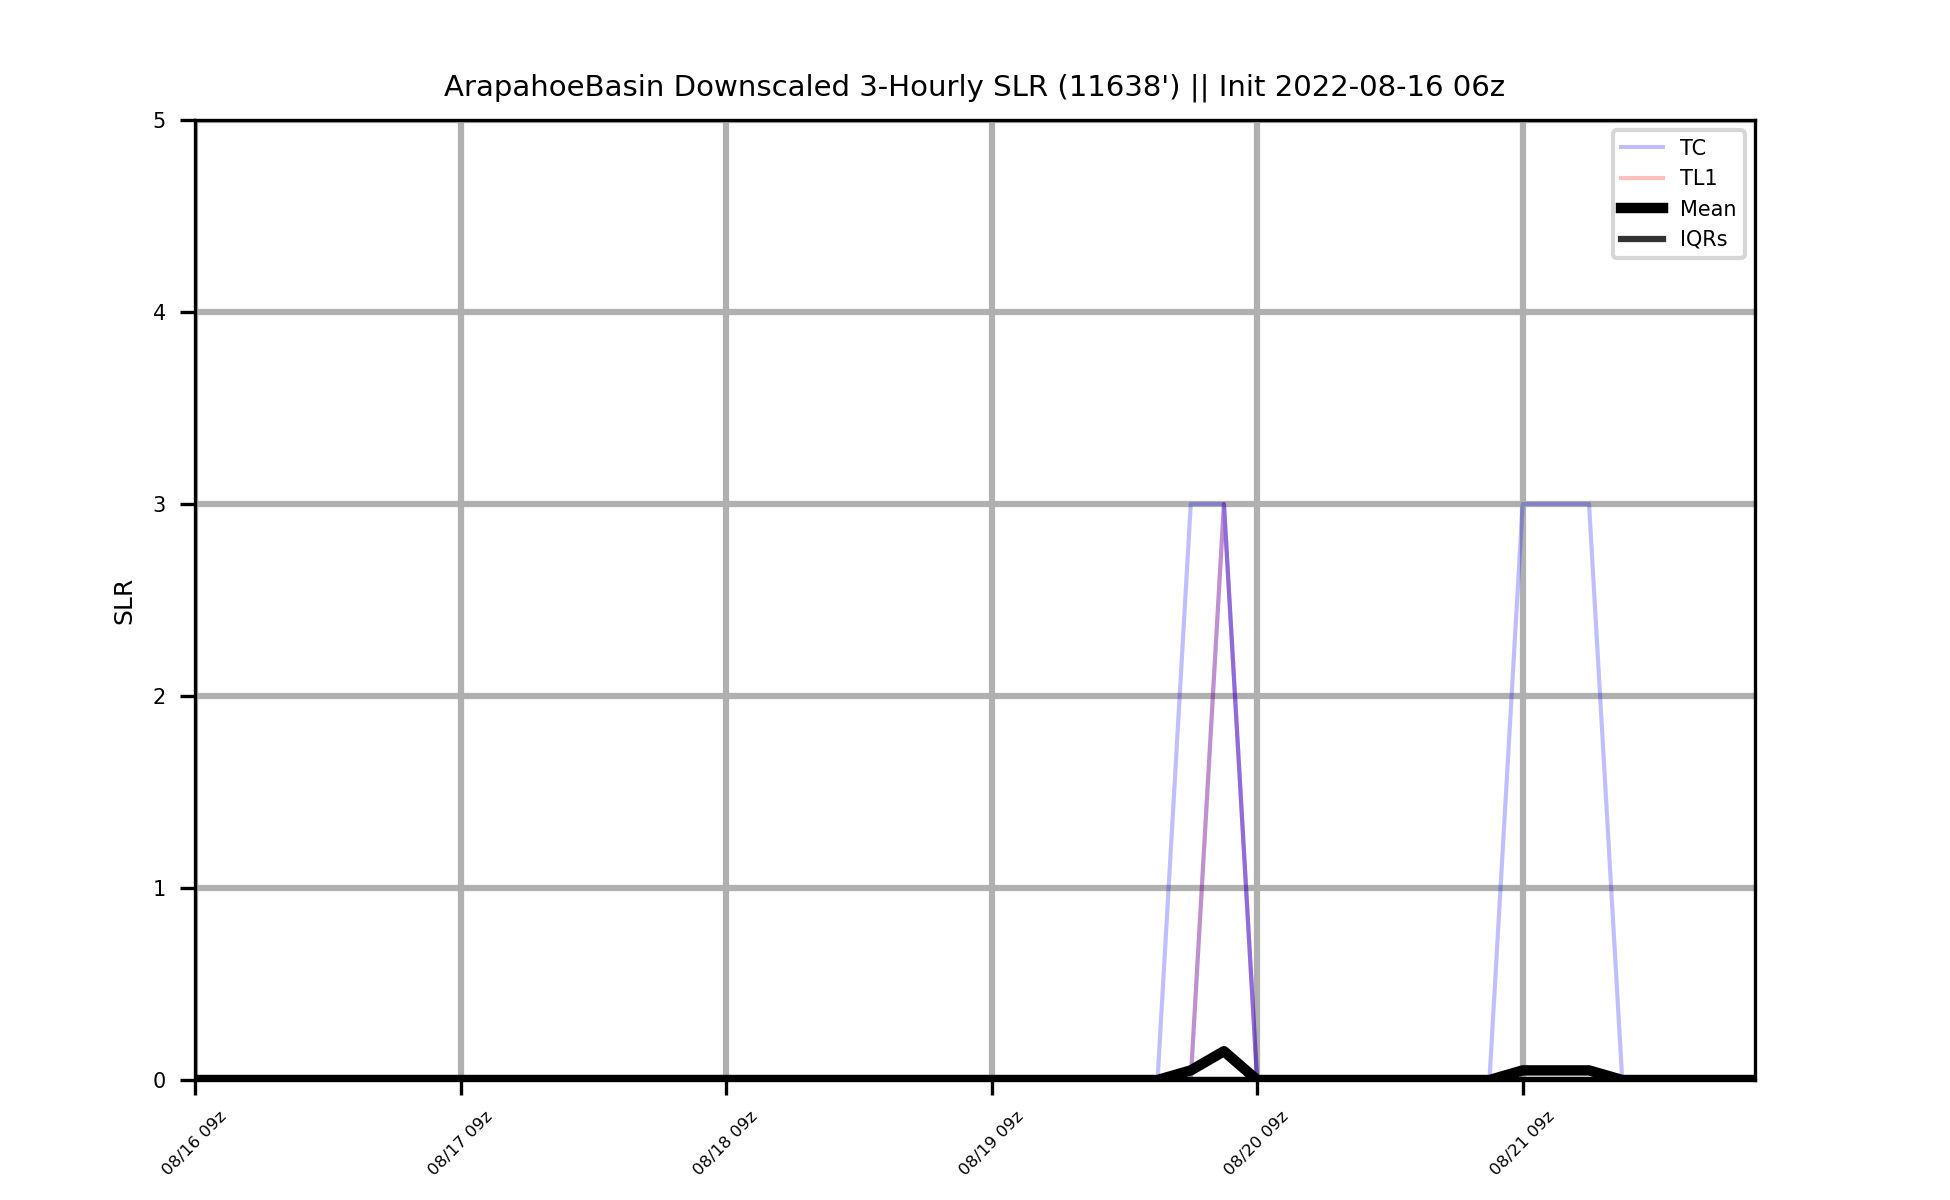 ArapahoeBasin Downscaled 3-Hourly SLR (11638') || Init 2022-08-16 06z
TC
TL1
Mean
IQRs
SLR
5
4
3
2
1
0
08/16 09z
08/17 09z
08/18 09z
08/19 09z
08/20 09z
08/21 09z